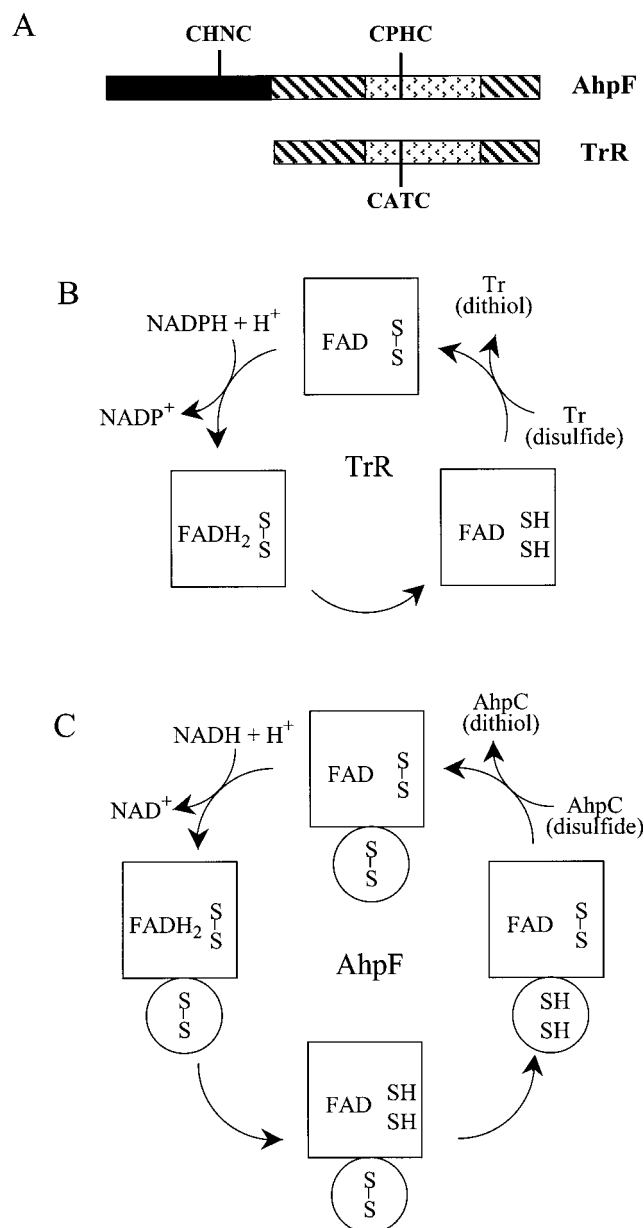 A
CHNC
CPHC
AhpF
TrR
CATC
B
NADPH + H⁺
NADP⁺
FAD
S
S
Tr
(dithiol)
Tr
(disulfide)
TrR
FADH₂
S
S
FAD
SH
SH
C
NADH + H⁺
NAD⁺
FAD
S
S
S
S
AhpC
(dithiol)
AhpC
(disulfide)
AhpF
FADH₂
S
S
S
S
FAD
S
S
SH
SH
FAD
SH
SH
S
S